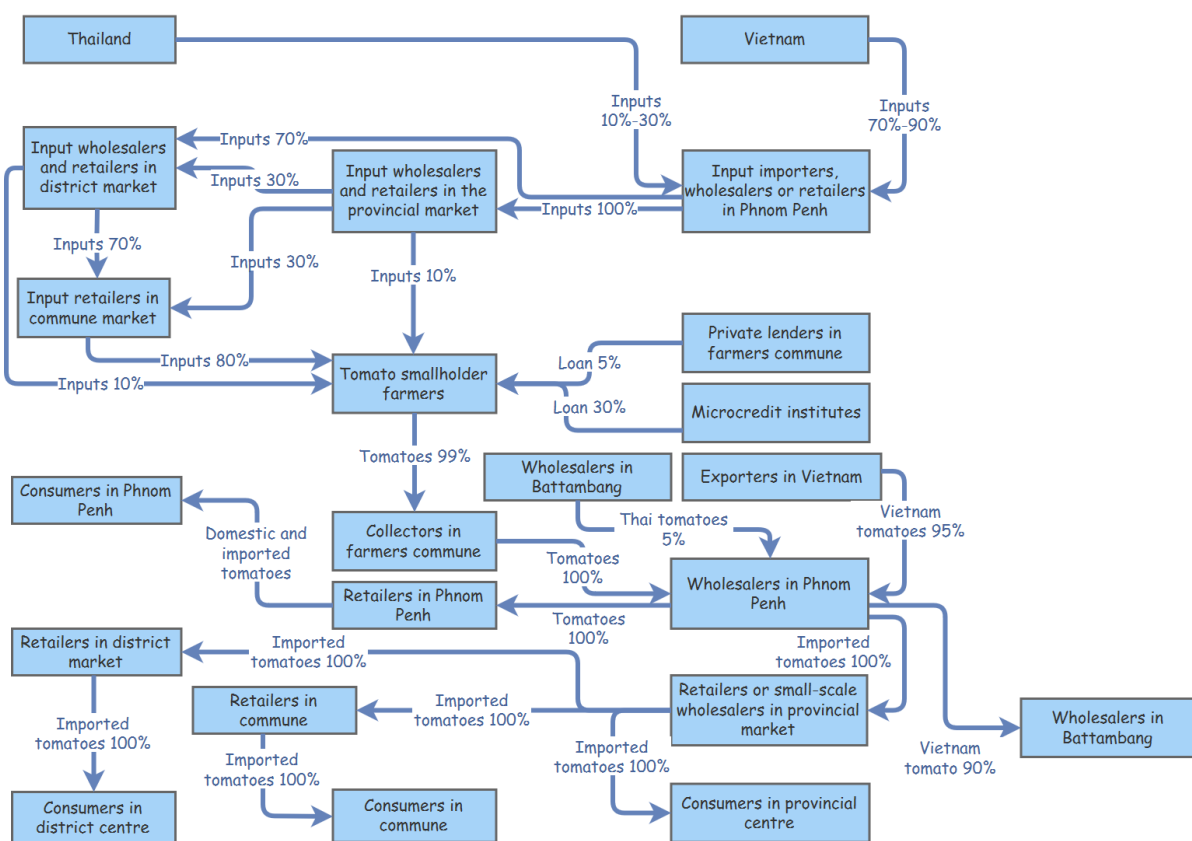 Thailand
Vietnam
Inputs
10%-30%
Inputs
70%-90%
Input wholesalers
and retailers in
district market
Inputs 70%
Inputs 30%
Input wholesalers
and retailers in the
provincial market
Inputs 100%
Input importers,
wholesalers or retailers
in Phnom Penh
Inputs 70%
Inputs 30%
Inputs 10%
Input retailers in
commune market
Inputs 80%
Inputs 10%
Tomato smallholder
farmers
Loan 5%
Loan 30%
Private lenders in
farmers commune
Microcredit institutes
Tomatoes 99%
Wholesalers in
Battambang
Exporters in Vietnam
Consumers in Phnom
Penh
Domestic and
imported
tomatoes
Collectors in
farmers commune
Thai tomatoes
5%
Vietnam
tomatoes 95%
Tomatoes
100%
Retailers in Phnom
Penh
Tomatoes
100%
Wholesalers in Phnom
Penh
Retailers in district
market
Imported
tomatoes 100%
Imported
tomatoes 100%
Retailers in
commune
Imported
tomatoes 100%
Retailers or small-scale
wholesalers in provincial
market
Wholesalers in
Battambang
Vietnam
tomato 90%
Imported
tomatoes 100%
Imported
tomatoes 100%
Imported
tomatoes 100%
Consumers in
district centre
Consumers in
commune
Consumers in provincial
centre